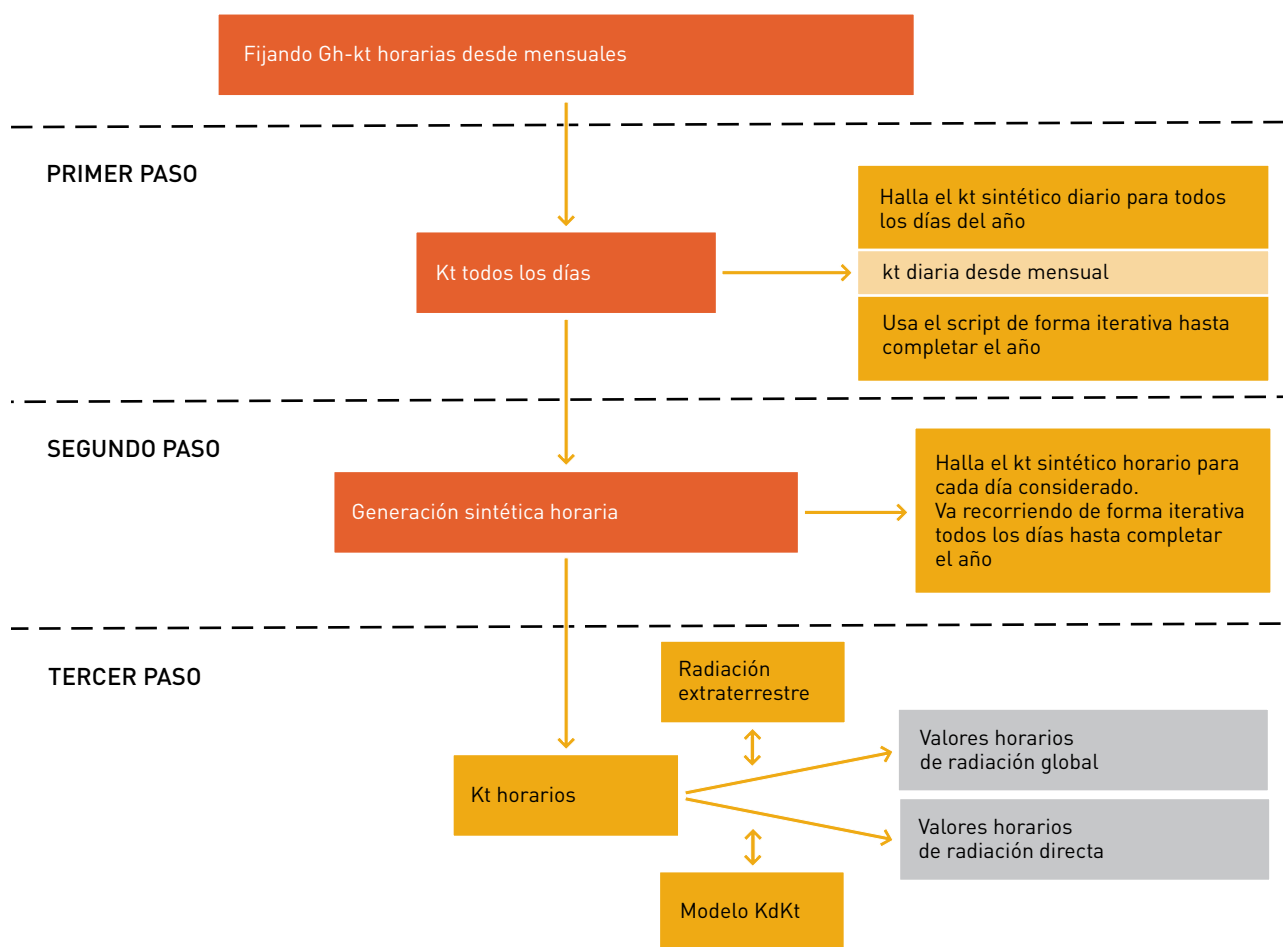 Fijando Gh-kt horarias desde mensuales
PRIMER PASO
Kt todos los días
Halla el kt sintético diario para todos
los días del año
kt diaria desde mensual
Usa el script de forma iterativa hasta
completar el año
SEGUNDO PASO
Generación sintética horaria
Halla el kt sintético horario para
cada día considerado.
Va recorriendo de forma iterativa
todos los días hasta completar
el año
TERCER PASO
Radiación
extraterrestre
Kt horarios
Valores horarios
de radiación global
Valores horarios
de radiación directa
Modelo KdKt